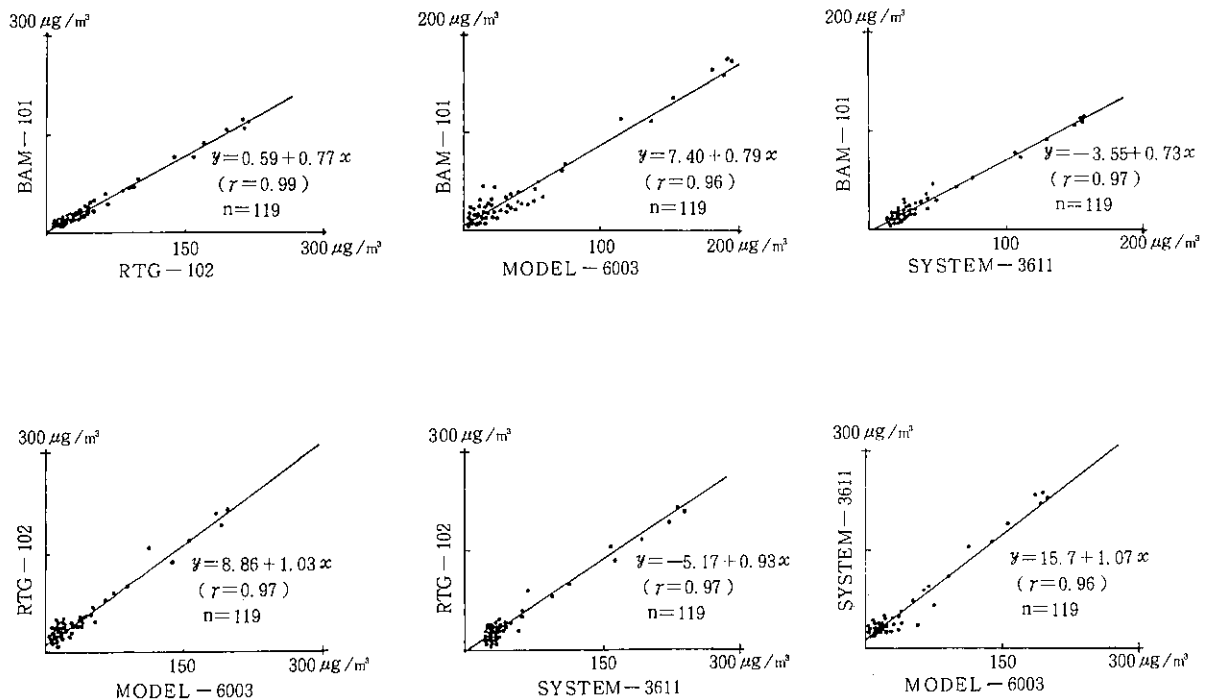 300 μg/m³
BAM－101
y=0.59+0.77x
(r=0.99)
n=119
150
300 μg/m³
RTG－102
200 μg/m³
BAM－101
y=7.40+0.79x
(r=0.96)
n=119
100
200 μg/m³
MODEL－6003
200 μg/m³
BAM－101
y=－3.55+0.73x
(r=0.97)
n=119
100
200 μg/m³
SYSTEM－3611
300 μg/m³
RTG－102
y=8.86+1.03x
(r=0.97)
n=119
150
300 μg/m³
MODEL－6003
300 μg/m³
RTG－102
y=－5.17+0.93x
(r=0.97)
n=119
150
300 μg/m³
SYSTEM－3611
300 μg/m³
SYSTEM－3611
y=15.7+1.07x
(r=0.96)
n=119
150
300 μg/m³
MODEL－6003